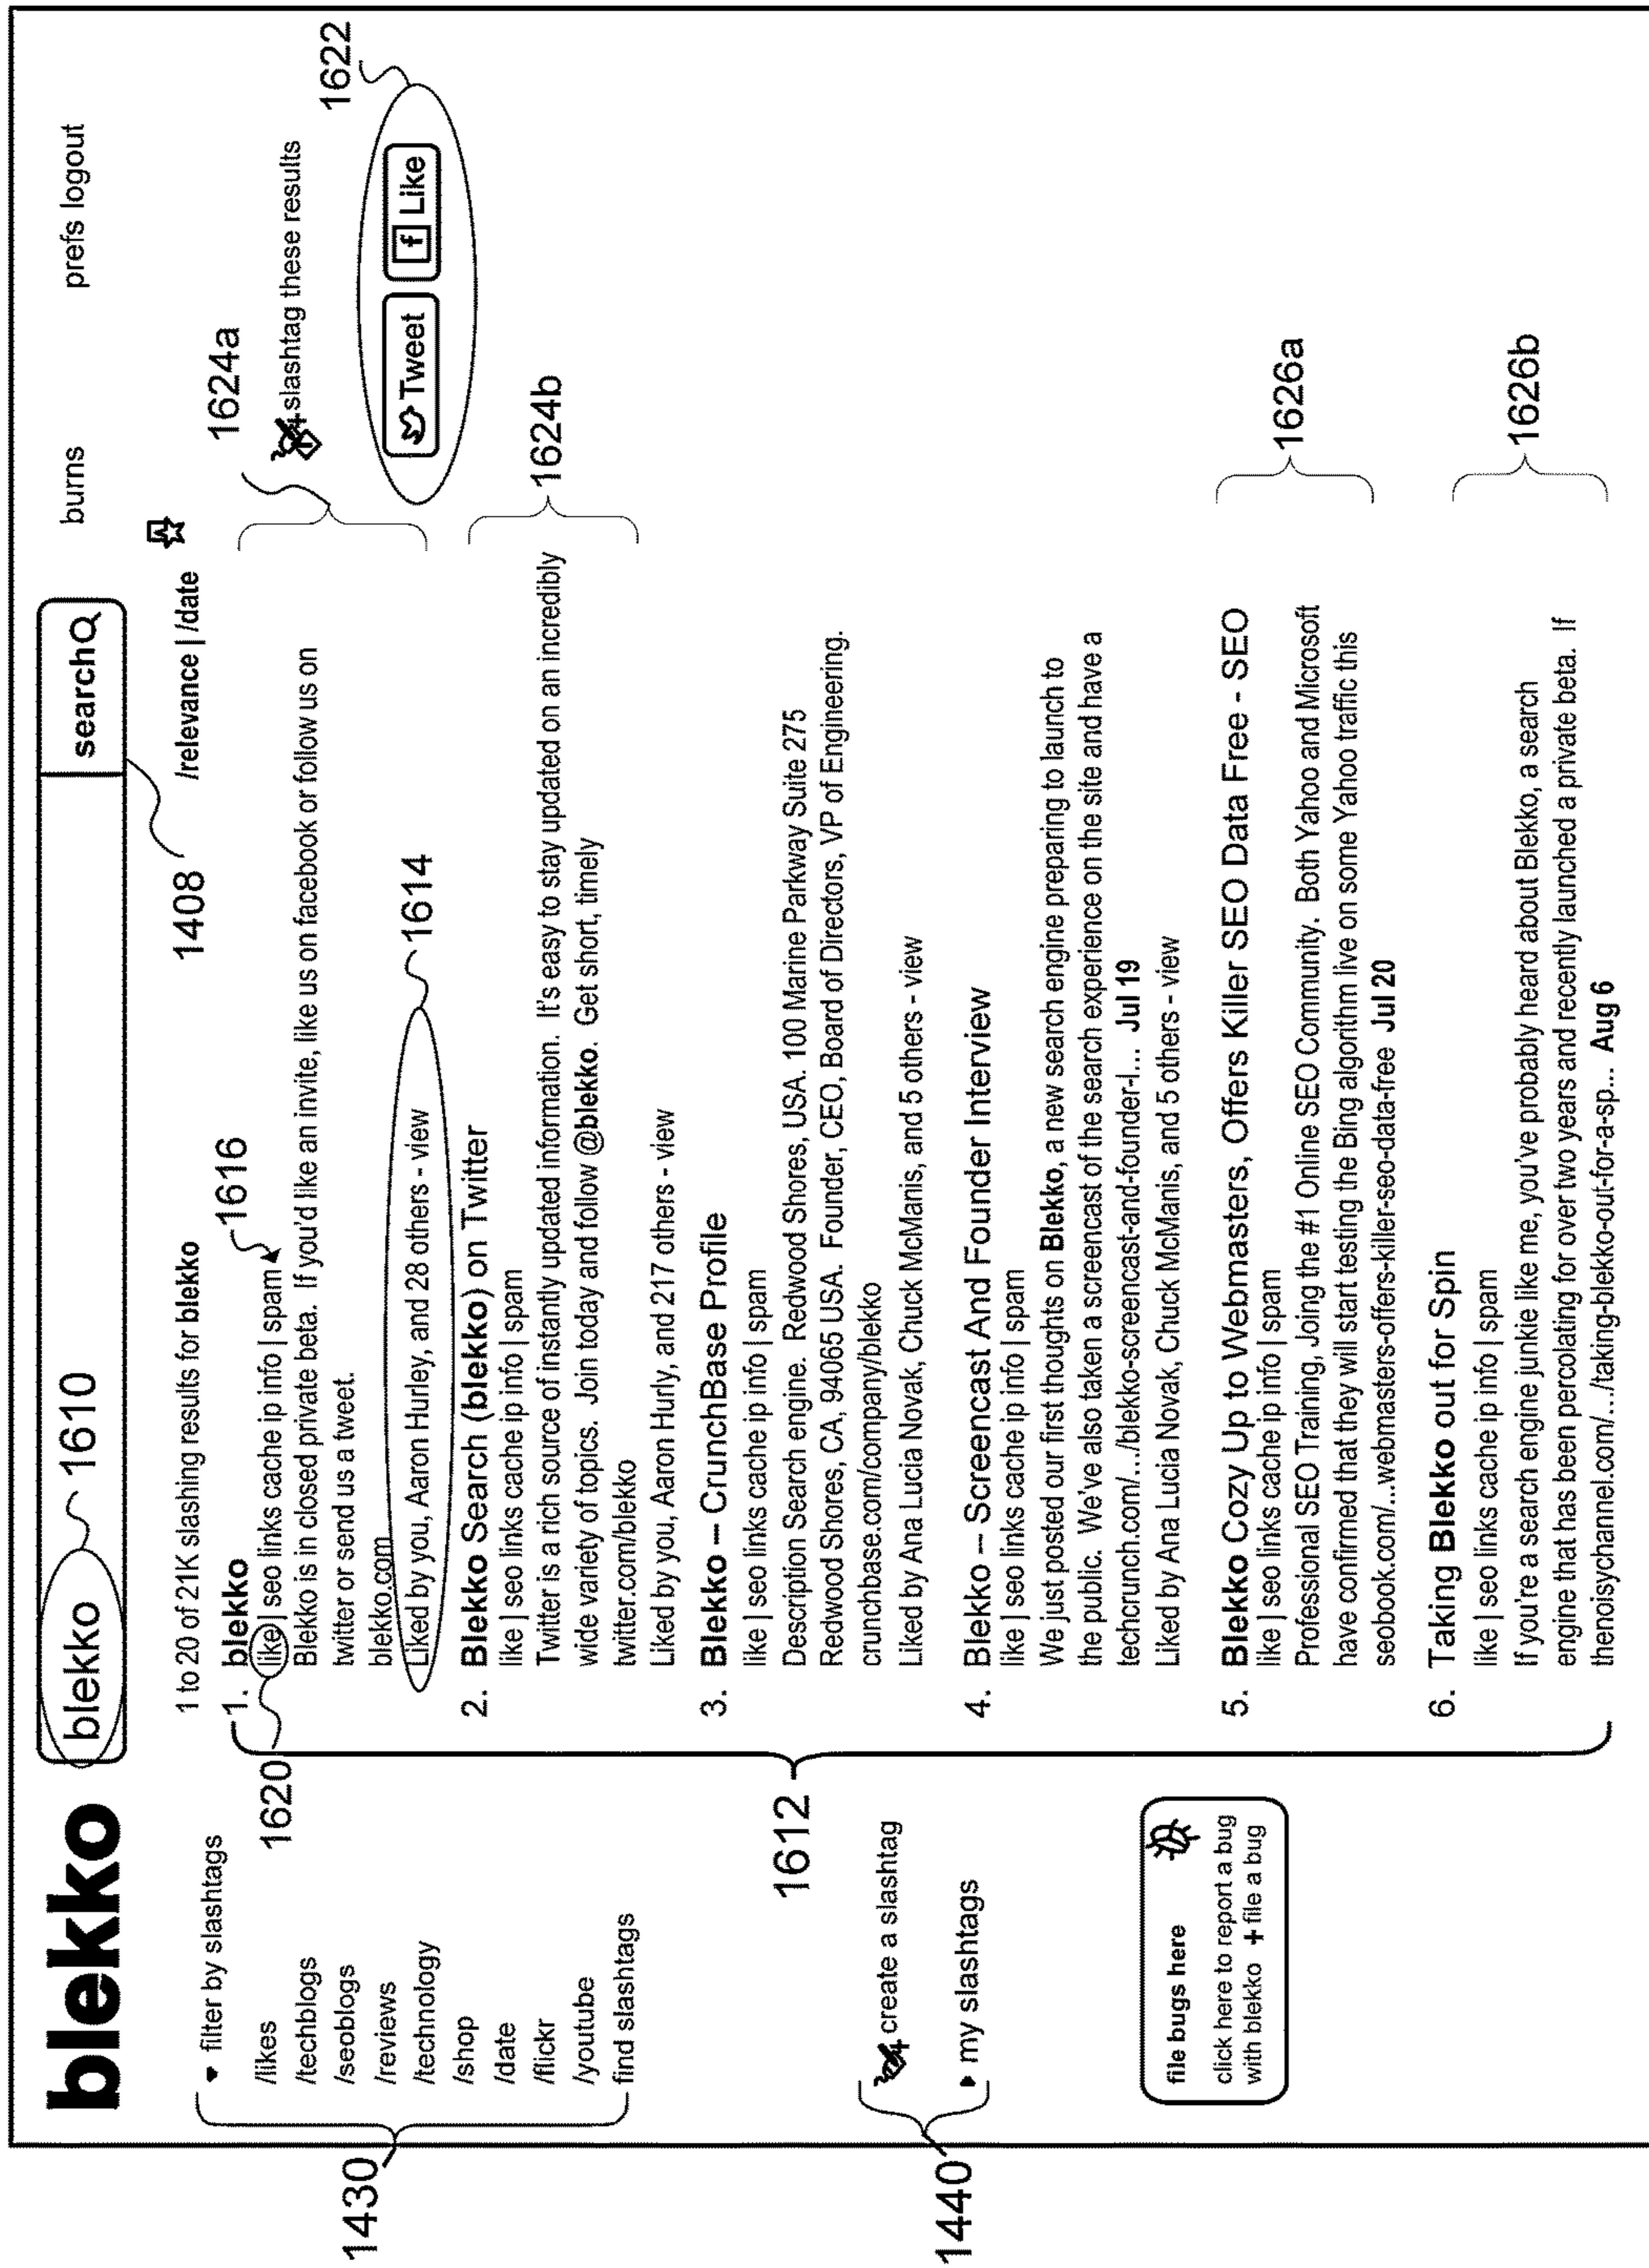 blekko
blekko
1610
search
burns
prefs logout
1408
/relevance | /date
1430
filter by slashtags
/likes
/techblogs
/seoblogs
/reviews
/technology
/shop
/date
/flickr
/youtube
find slashtags
1440
create a slashtag
my slashtags
file bugs here
click here to report a bug
with blekko + file a bug
1 to 20 of 21K slashing results for blekko
1620
1612
1616
1. blekko
like | seo links cache ip info | spam
Blekko is in closed private beta. If you'd like an invite, like us on facebook or follow us on
twitter or send us a tweet.
blekko.com
Liked by you, Aaron Hurley, and 28 others - view
1614
2. Blekko Search (blekko) on Twitter
like | seo links cache ip info | spam
Twitter is a rich source of instantly updated information. It's easy to stay updated on an incredibly
wide variety of topics. Join today and follow @blekko. Get short, timely
twitter.com/blekko
Liked by you, Aaron Hurly, and 217 others - view
3. Blekko – CrunchBase Profile
like | seo links cache ip info | spam
Description Search engine. Redwood Shores, USA. 100 Marine Parkway Suite 275
Redwood Shores, CA, 94065 USA. Founder, CEO, Board of Directors, VP of Engineering.
crunchbase.com/company/blekko
Liked by Ana Lucia Novak, Chuck McManis, and 5 others - view
4. Blekko – Screencast And Founder Interview
like | seo links cache ip info | spam
We just posted our first thoughts on Blekko, a new search engine preparing to launch to
the public. We've also taken a screencast of the search experience on the site and have a
techcrunch.com/.../blekko-screencast-and-founder-I... Jul 19
Liked by Ana Lucia Novak, Chuck McManis, and 5 others - view
5. Blekko Cozy Up to Webmasters, Offers Killer SEO Data Free - SEO
like | seo links cache ip info | spam
Professional SEO Training, Joing the #1 Online SEO Community. Both Yahoo and Microsoft
have confirmed that they will start testing the Bing algorithm live on some Yahoo traffic this
seobook.com/...webmasters-offers-killer-seo-data-free Jul 20
6. Taking Blekko out for Spin
like | seo links cache ip info | spam
If you're a search engine junkie like me, you've probably heard about Blekko, a search
engine that has been percolating for over two years and recently launched a private beta. If
thenoisychannel.com/.../taking-blekko-out-for-a-sp... Aug 6
1624a
slashtag these results
1622
Tweet
f Like
1624b
1626a
1626b